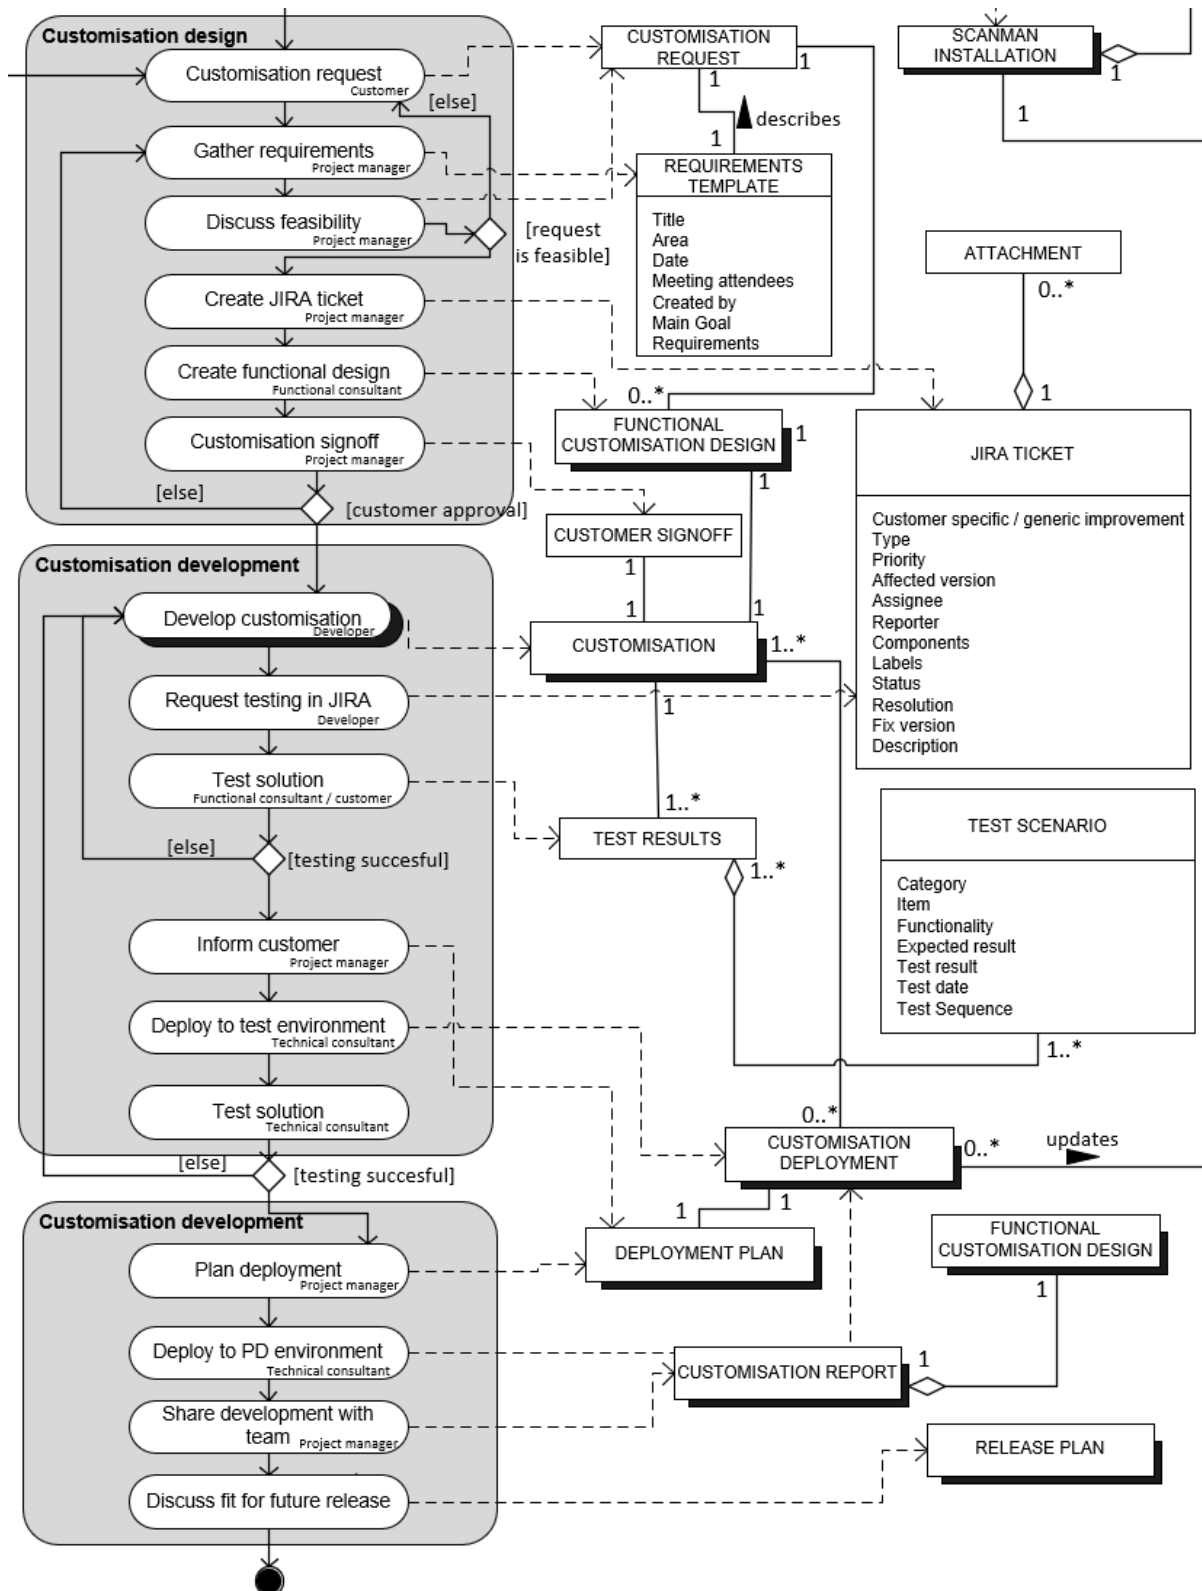 Customisation design
Customisation request
Customer
[else]
Gather requirements
Project manager
Discuss feasibility
Project manager
[request
is feasible]
Create JIRA ticket
Project manager
Create functional design
Functional consultant
Customisation signoff
Project manager
[else]
[customer approval]
Customisation development
Develop customisation
Developer
Request testing in JIRA
Developer
Test solution
Functional consultant / customer
[else]
[testing succesful]
Inform customer
Project manager
Deploy to test environment
Technical consultant
Test solution
Technical consultant
[else]
[testing succesful]
Customisation development
Plan deployment
Project manager
Deploy to PD environment
Technical consultant
Share development with
team
Project manager
Discuss fit for future release
CUSTOMISATION
REQUEST
1
1
describes
1
REQUIREMENTS
TEMPLATE
Title
Area
Date
Meeting attendees
Created by
Main Goal
Requirements
0..*
FUNCTIONAL
CUSTOMISATION DESIGN
1
1
CUSTOMER SIGNOFF
1
1
1
CUSTOMISATION
1..*
1
1..*
TEST RESULTS
1..*
0..*
CUSTOMISATION
DEPLOYMENT
0..*
updates
1
1
DEPLOYMENT PLAN
CUSTOMISATION REPORT
1
SCANMAN
INSTALLATION
1
1
ATTACHMENT
0..*
1
JIRA TICKET
Customer specific / generic improvement
Type
Priority
Affected version
Assignee
Reporter
Components
Labels
Status
Resolution
Fix version
Description
TEST SCENARIO
Category
Item
Functionality
Expected result
Test result
Test date
Test Sequence
1..*
FUNCTIONAL
CUSTOMISATION DESIGN
1
RELEASE PLAN